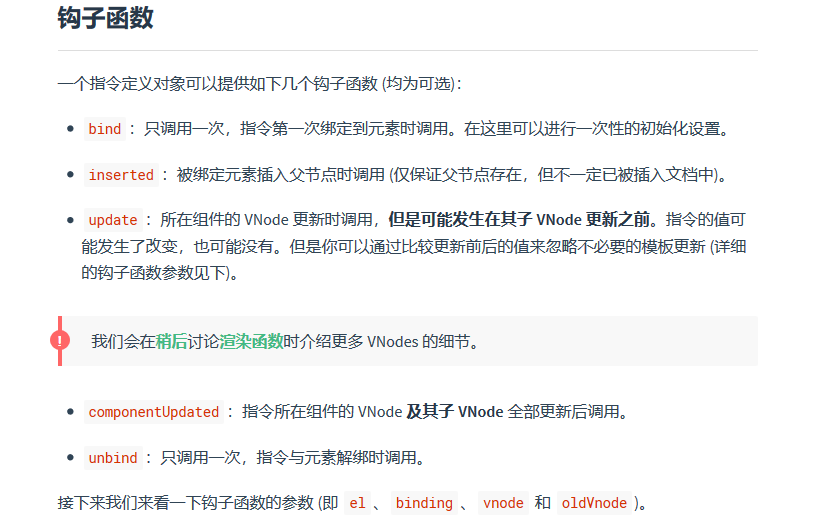 钩子函数
一个指令定义对象可以提供如下几个钩子函数 (均为可选)：
bind：只调用一次，指令第一次绑定到元素时调用。在这里可以进行一次性的初始化设置。
inserted：被绑定元素插入父节点时调用 (仅保证父节点存在，但不一定已被插入文档中)。
update：所在组件的 VNode 更新时调用，但是可能发生在其子 VNode 更新之前。指令的值可
能发生了改变，也可能没有。但是你可以通过比较更新前后的值来忽略不必要的模板更新 (详细
的钩子函数参数见下)。
! 我们会在稍后讨论渲染函数时介绍更多 VNodes 的细节。
componentUpdated：指令所在组件的 VNode 及其子 VNode 全部更新后调用。
unbind：只调用一次，指令与元素解绑时调用。
接下来我们来看一下钩子函数的参数 (即 el、binding、vnode 和 oldVnode)。